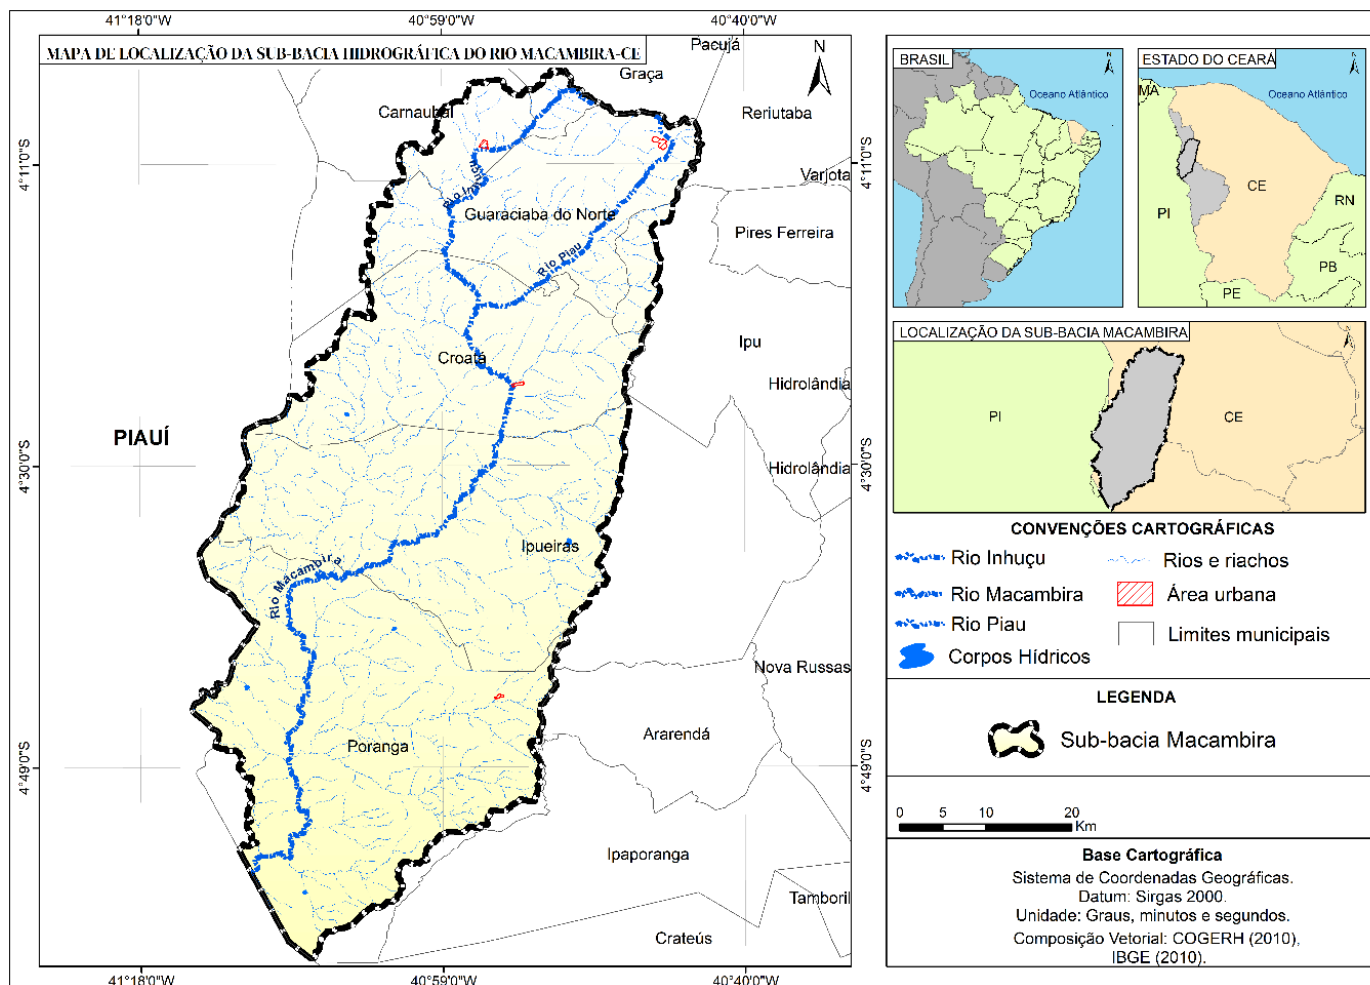 41°18'0"W
40°59'0"W
40°40'0"W
MAPA DE LOCALIZAÇÃO DA SUB-BACIA HIDROGRÁFICA DO RIO MACAMBIRA-CE
Pacujá
N
Graça
Carnaubal
Reriutaba
4°11'0"S
4°11'0"S
Varjota
Rio Inhuçu
Guaraciaba do Norte
Pires Ferreira
Rio Piau
Ipu
Croatá
Hidrolândia
PIAUÍ
4°30'0"S
4°30'0"S
Hidrolândia
Ipueiras
Rio Macambira
Nova Russas
Ararendá
Poranga
4°49'0"S
4°49'0"S
Ipaporanga
Tamboril
Crateús
41°18'0"W
40°59'0"W
40°40'0"W
BRASIL
N
Oceano Atlântico
ESTADO DO CEARÁ
N
MA
Oceano Atlântico
CE
PI
RN
PB
PE
LOCALIZAÇÃO DA SUB-BACIA MACAMBIRA
PI
CE
CONVENÇÕES CARTOGRÁFICAS
Rio Inhuçu
Rios e riachos
Rio Macambira
Área urbana
Rio Piau
Limites municipais
Corpos Hídricos
LEGENDA
Sub-bacia Macambira
0 5 10 20
Km
Base Cartográfica
Sistema de Coordenadas Geográficas.
Datum: Sirgas 2000.
Unidade: Graus, minutos e segundos.
Composição Vetorial: COGERH (2010),
IBGE (2010).